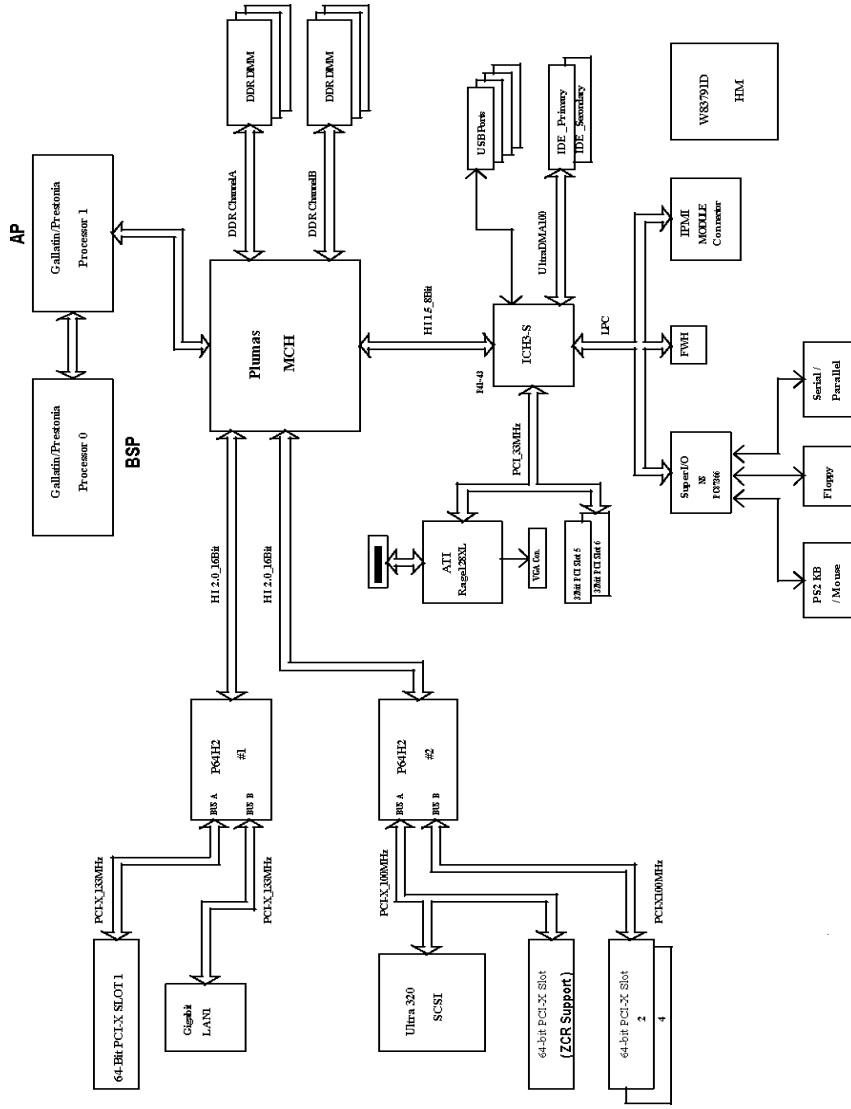 AP
Gallatin/Prestonia
Processor 1
Gallatin/Prestonia
Processor 0
BSP
DDR DIMM
DDR DIMM
DDR ChannelA
DDR ChannelB
Plumas
MCH
USB Ports
IDE_Primary
IDE_Secondary
W83791D
HM
UltraDMA100
HI 1.5_8Bit
ICH3-S
P.41-43
LPC
IPMI
MODULE
Connector
FWH
SuperI/O
NS
PC87366
Serial /
Parallel
Floppy
PS2 KB
/ Mouse
PCI_33MHz
ATI
Rage128XL
VGA Con.
32bit PCI Slot 5
32bit PCI Slot 6
HI 2.0_16Bit
HI 2.0_16Bit
P64H2
#1
BUS A
BUS B
P64H2
#2
BUS A
BUS B
PCI-X_133MHz
PCI-X_133MHz
PCI-X_100MHz
PCI-X100MHz
64-Bit PCI-X SLOT 1
Gigabit
LAN1
Ultra 320
SCSI
64-bit PCI-X Slot
(ZCR Support)
64-bit PCI-X Slot
2
4